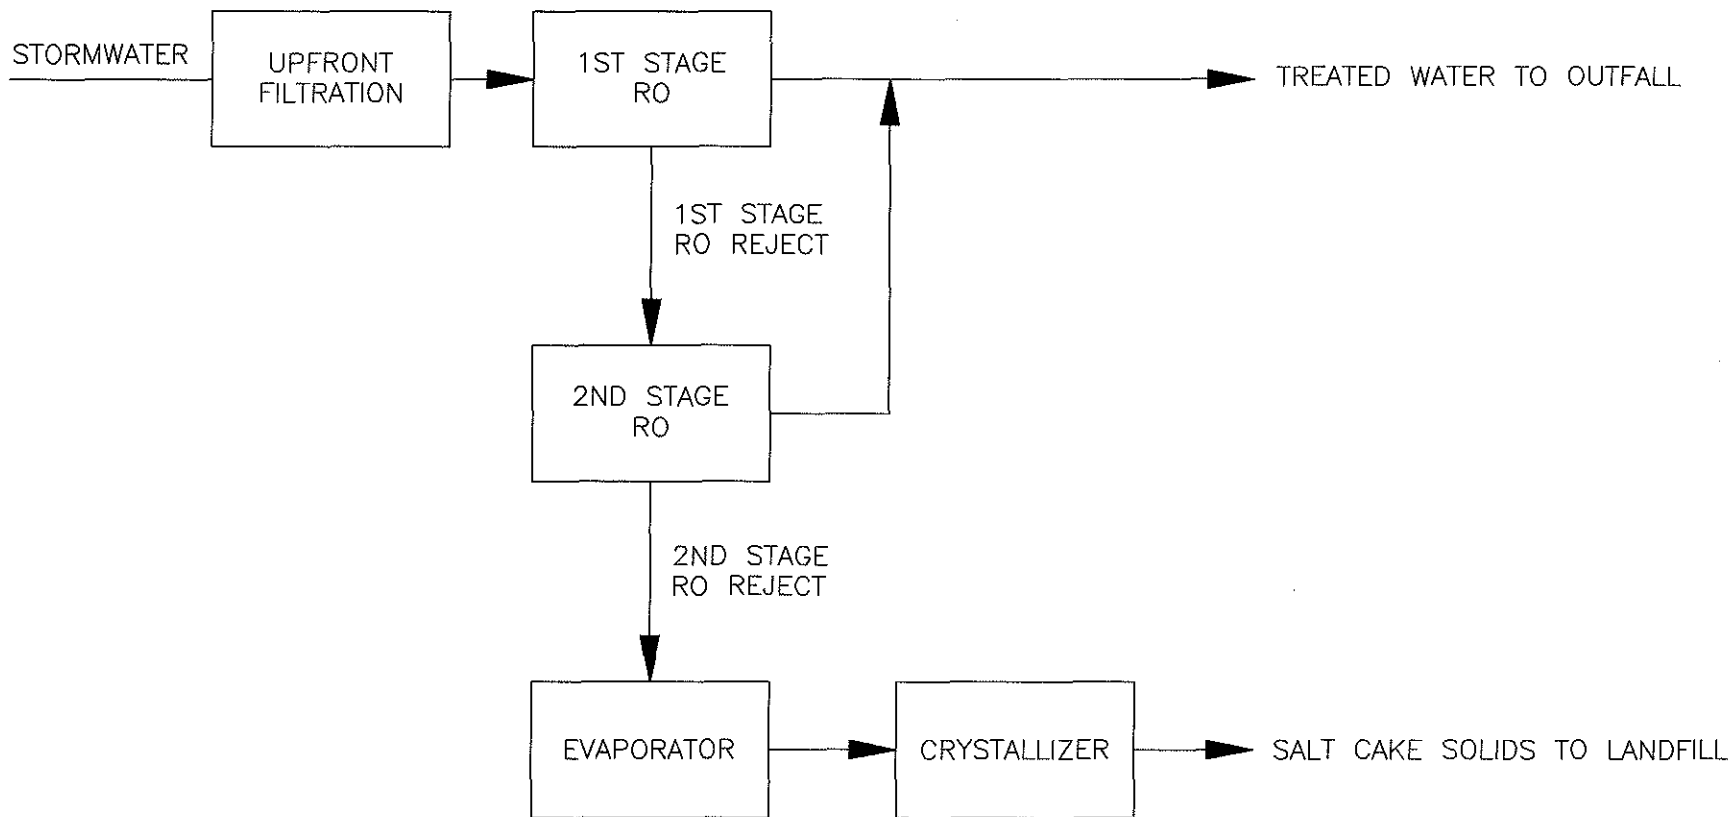 STORMWATER
UPFRONT
FILTRATION
1ST STAGE
RO
TREATED WATER TO OUTFALL
1ST STAGE
RO REJECT
2ND STAGE
RO
2ND STAGE
RO REJECT
EVAPORATOR
CRYSTALLIZER
SALT CAKE SOLIDS TO LANDFILL